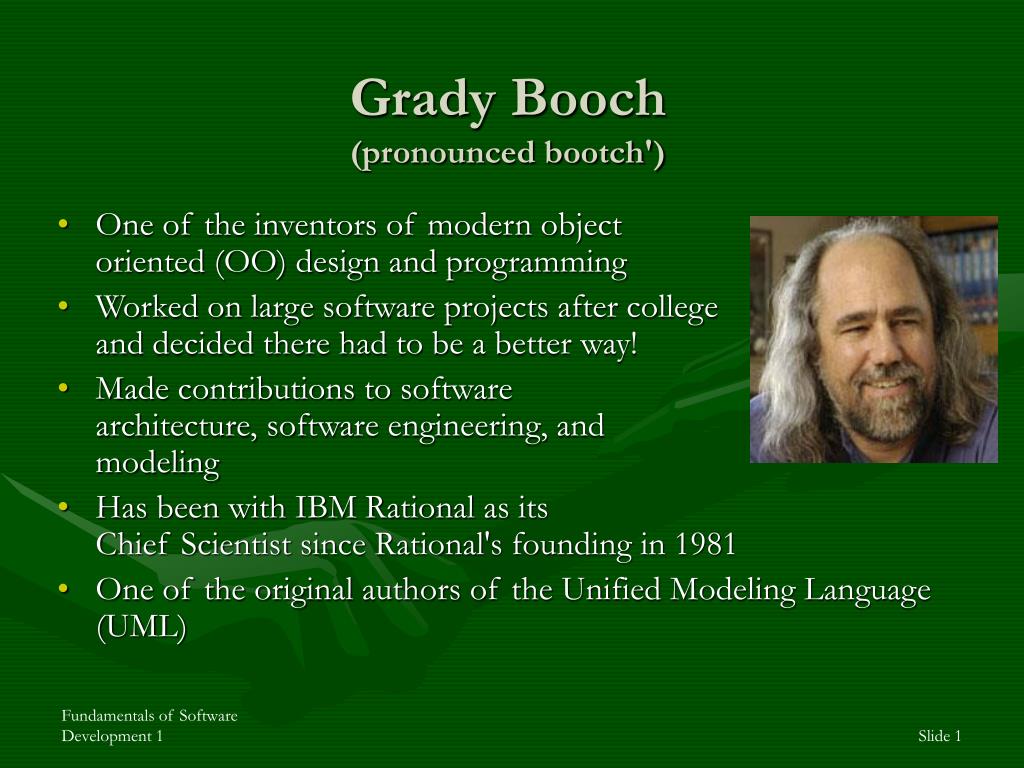 Grady Booch
(pronounced bootch')
• One of the inventors of modern object
oriented (OO) design and programming
• Worked on large software projects after college
and decided there had to be a better way!
• Made contributions to software
architecture, software engineering, and
modeling
• Has been with IBM Rational as its
Chief Scientist since Rational's founding in 1981
• One of the original authors of the Unified Modeling Language
(UML)
Fundamentals of Software
Development 1
Slide 1